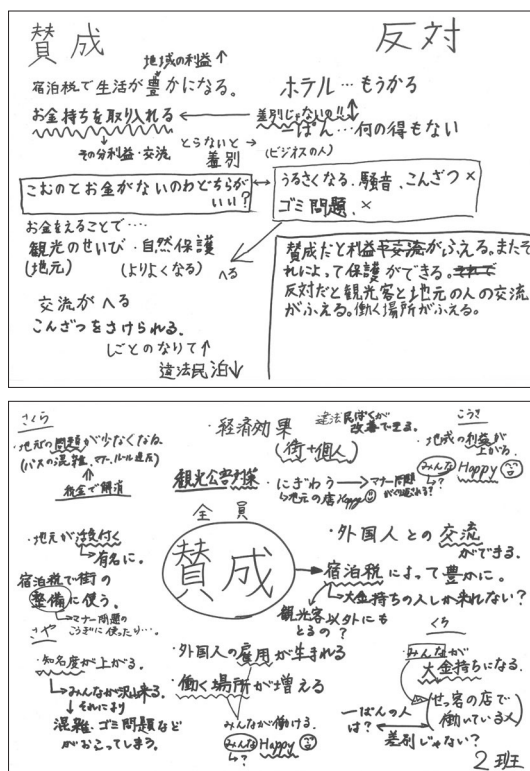 賛成
地域の利益↑
宿泊税で生活が豊かになる。
お金持ちを取り入れる
その分利益・交流
とらないと
差別
こむのとお金がないのわどちらが
いい?
お金をえることで‥‥
観光のせいび・自然保護
(地元)
(よりよくなる)
へる
交流がへる
こんざつをさけられる.
しごとのなりて↑
違法民泊↓
反対
ホテル…もうかる
差別じゃないの!!
一ぱん…何の得もない
(ビジネスの人)
うるさくなる、騒音、こんざつ×
ゴミ問題、×
賛成だと利益や交流がふえる。またそ
れによって保護ができる。
反対だと観光客と地元の人の交流
がふえる。働く場所がふえる。
さくら
・地元の問題が少なくなる
(バスの混雑、マナー、ルール違反)
税金で解消
・地元が活気付く
有名に。
宿泊税で街の
整備に使う。
マナー問題の
こうぎに使ったり…。
さや
・知名度が上がる。
みんなが沢山来る。
それにより
混雑・ゴミ問題など
がおこってしまう。
・経済効果
(街+個人)
違法民ぱくが
改善できる。
観光公害対策
・にぎわう
地元の店Happy
マナー問題
全員
賛成
こうき
・地域の利益が
上がる。
みんなHappy
?
・外国人との交流
ができる。
宿泊税によって豊かに。
大金持ちの人しか来れない?
観光客以外にも
とるの?
・外国人の雇用が生まれる
・働く場所が増える
みんなが働ける.
みんなHappy
?
くろ
みんなが
大金持ちになる.
(せっ客の店で
働いている人)
一ぱんの人
は?
差別じゃない?
2班